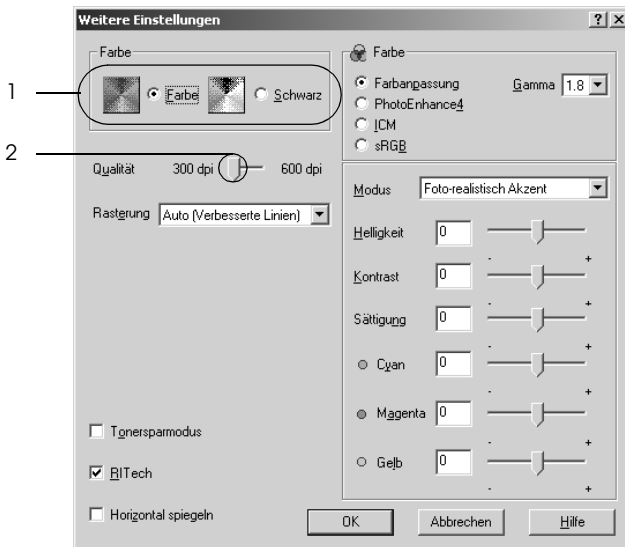 Weitere Einstellungen
Farbe
1
Farbe
Schwarz
2
Qualität 300 dpi 600 dpi
Rasterung Auto (Verbesserte Linien)
Tonersparmodus
RITech
Horizontal spiegeln
Farbe
Farbanpassung
Gamma 1.8
PhotoEnhance4
ICM
sRGB
Modus Foto-realistisch Akzent
Helligkeit 0
- +
Kontrast 0
- +
Sättigung 0
- +
Cyan 0
- +
Magenta 0
- +
Gelb 0
- +
OK Abbrechen Hilfe